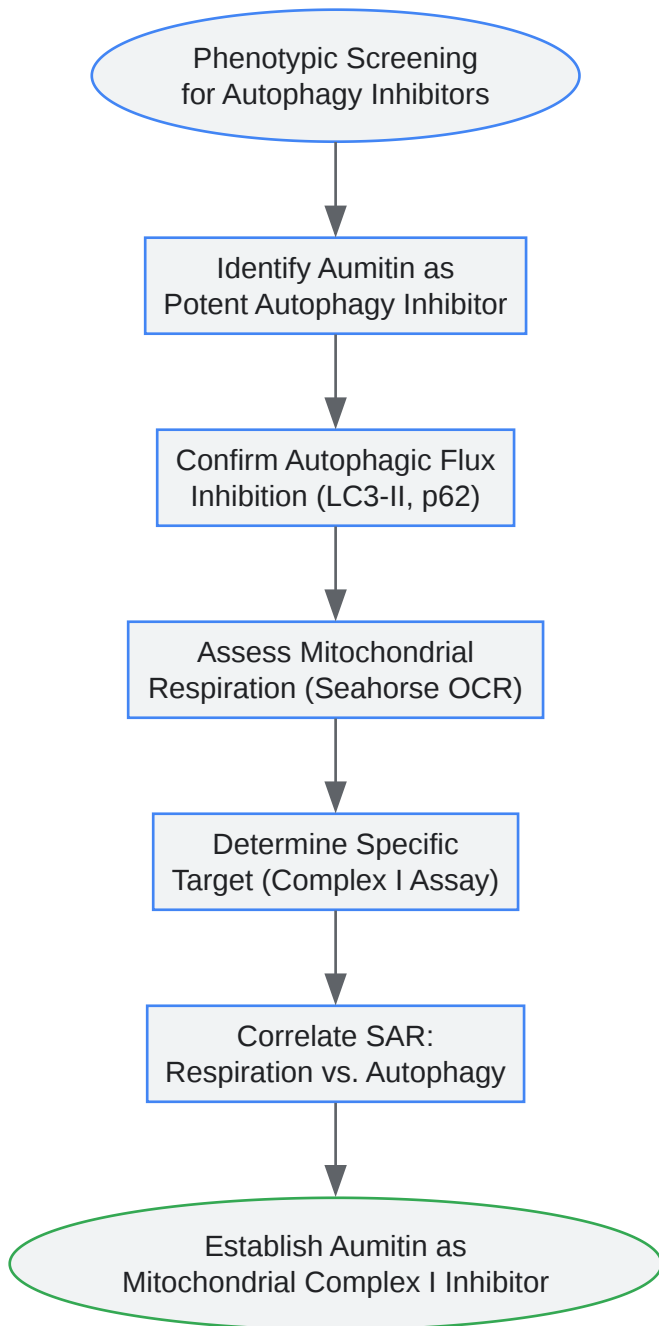 Phenotypic Screening
for Autophagy Inhibitors
Identify Aumitin as
Potent Autophagy Inhibitor
Confirm Autophagic Flux
Inhibition (LC3-II, p62)
Assess Mitochondrial
Respiration (Seahorse OCR)
Determine Specific
Target (Complex I Assay)
Correlate SAR:
Respiration vs. Autophagy
Establish Aumitin as
Mitochondrial Complex I Inhibitor